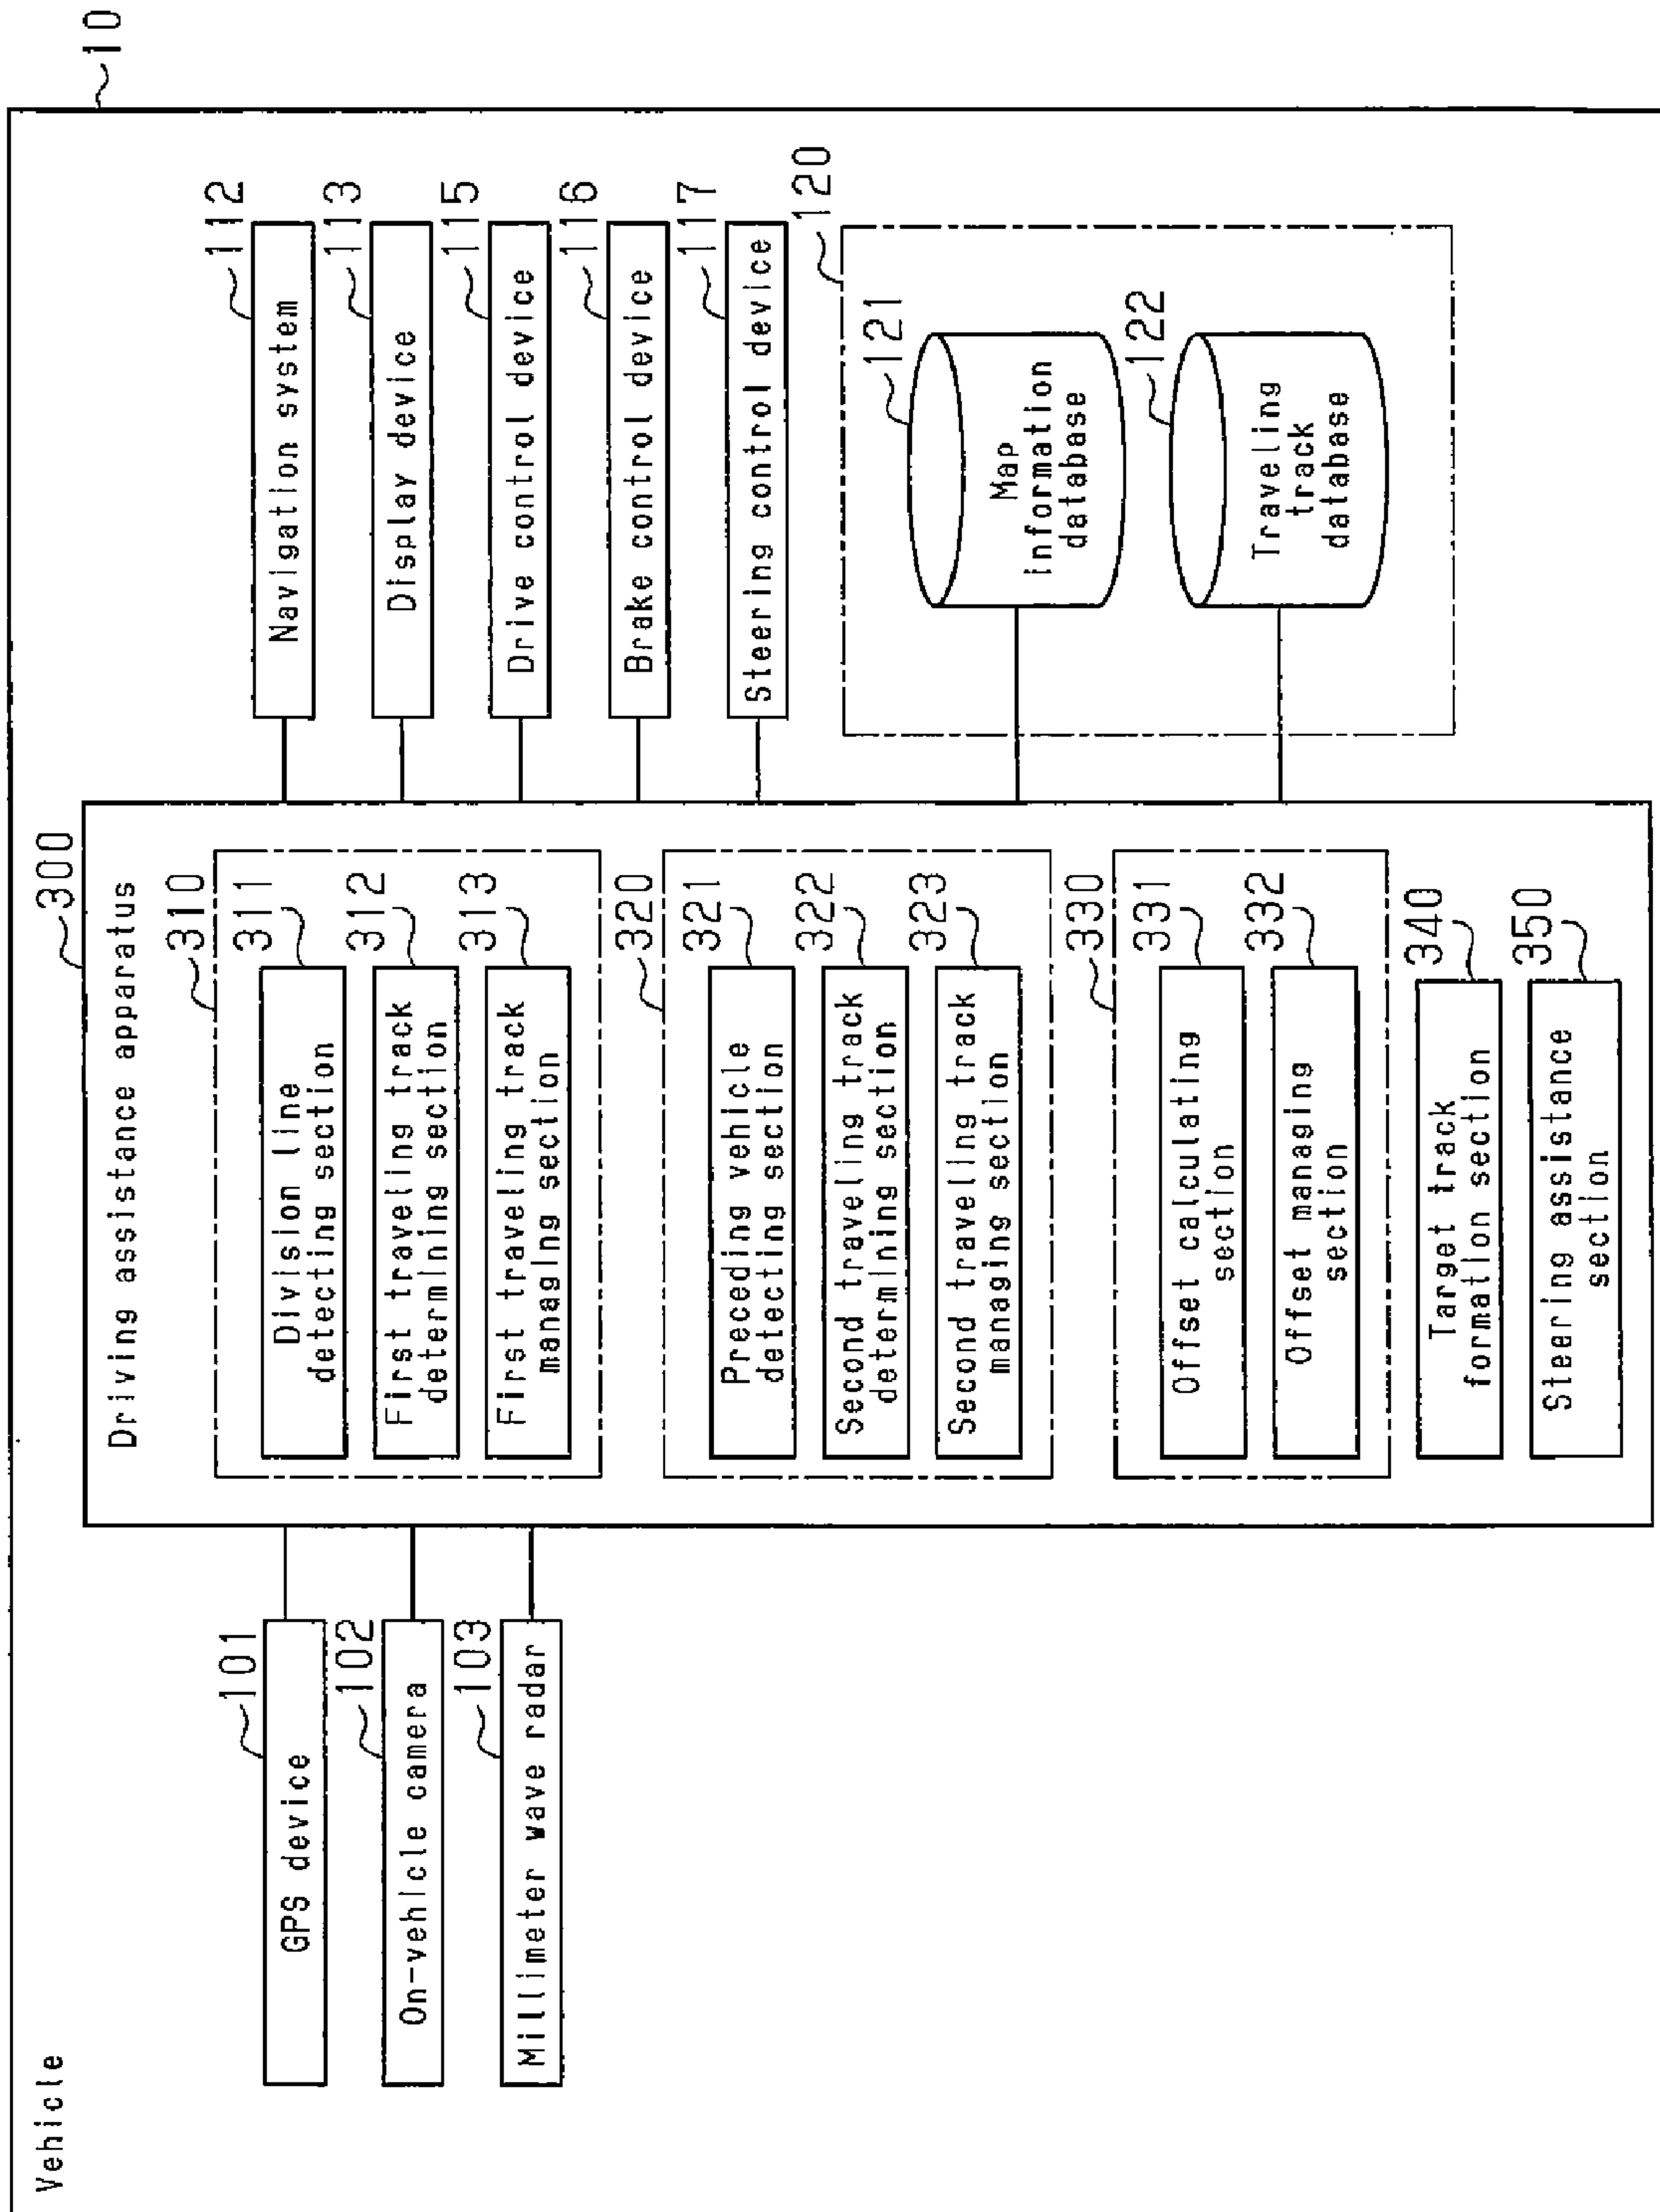 Vehicle
10
GPS device
101
On-vehicle camera
102
Millimeter wave radar
103
300
Driving assistance apparatus
310
Division line
detecting section
311
First traveling track
determining section
312
First traveling track
managing section
313
320
Preceding vehicle
detecting section
321
Second traveling track
determining section
322
Second traveling track
managing section
323
330
Offset calculating
section
331
Offset managing
section
332
Target track
formation section
340
Steering assistance
section
350
Navigation system
112
Display device
113
Drive control device
115
Brake control device
116
Steering control device
117
120
Map
information
database
121
Traveling
track
database
122